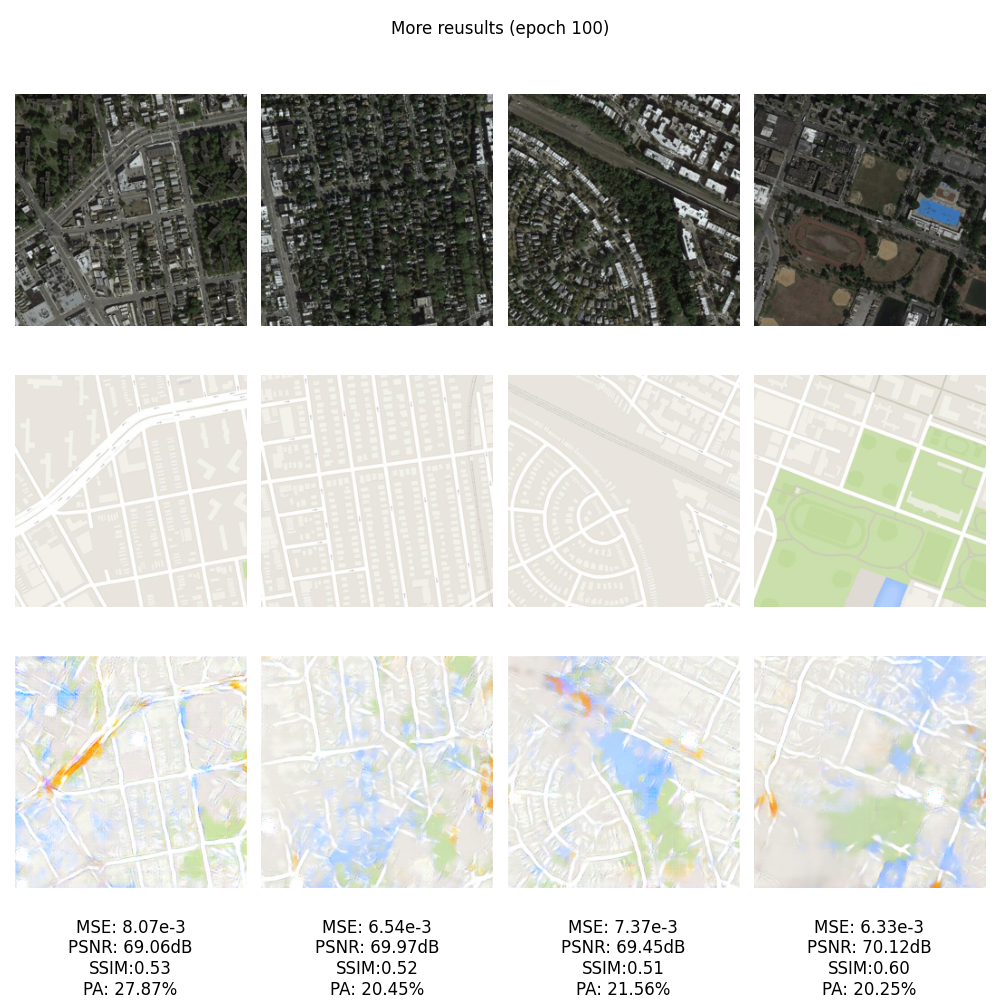 More reusults (epoch 100)
MSE: 8.07e-3
PSNR: 69.06dB
SSIM:0.53
PA: 27.87%
MSE: 6.54e-3
PSNR: 69.97dB
SSIM:0.52
PA: 20.45%
MSE: 7.37e-3
PSNR: 69.45dB
SSIM:0.51
PA: 21.56%
MSE: 6.33e-3
PSNR: 70.12dB
SSIM:0.60
PA: 20.25%